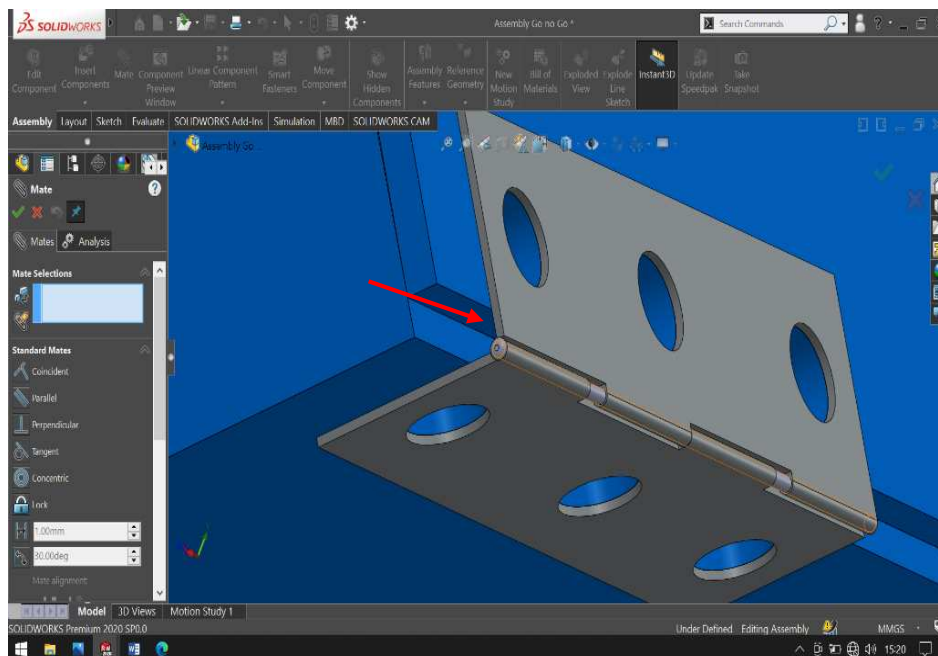 SOLIDWORKS
Assembly Go no Go *
Search Commands
Edit Component
Insert Components
Mate
Component Preview Window
Linear Component Pattern
Smart Fasteners
Move Component
Show Hidden Components
Assembly Features
Reference Geometry
New Motion Study
Bill of Materials
Exploded View
Explode Line Sketch
Instant3D
Update Speedpak
Take Snapshot
Assembly Layout Sketch Evaluate SOLIDWORKS Add-Ins Simulation MBD SOLIDWORKS CAM
Assembly Go
Mate
Mates Analysis
Mate Selections
Standard Mates
Coincident
Parallel
Perpendicular
Tangent
Concentric
Lock
1.00mm
30.00deg
Mate alignment:
Model 3D Views Motion Study 1
SOLIDWORKS Premium 2020 SP0.0
Under Defined Editing Assembly MMGS
15:20